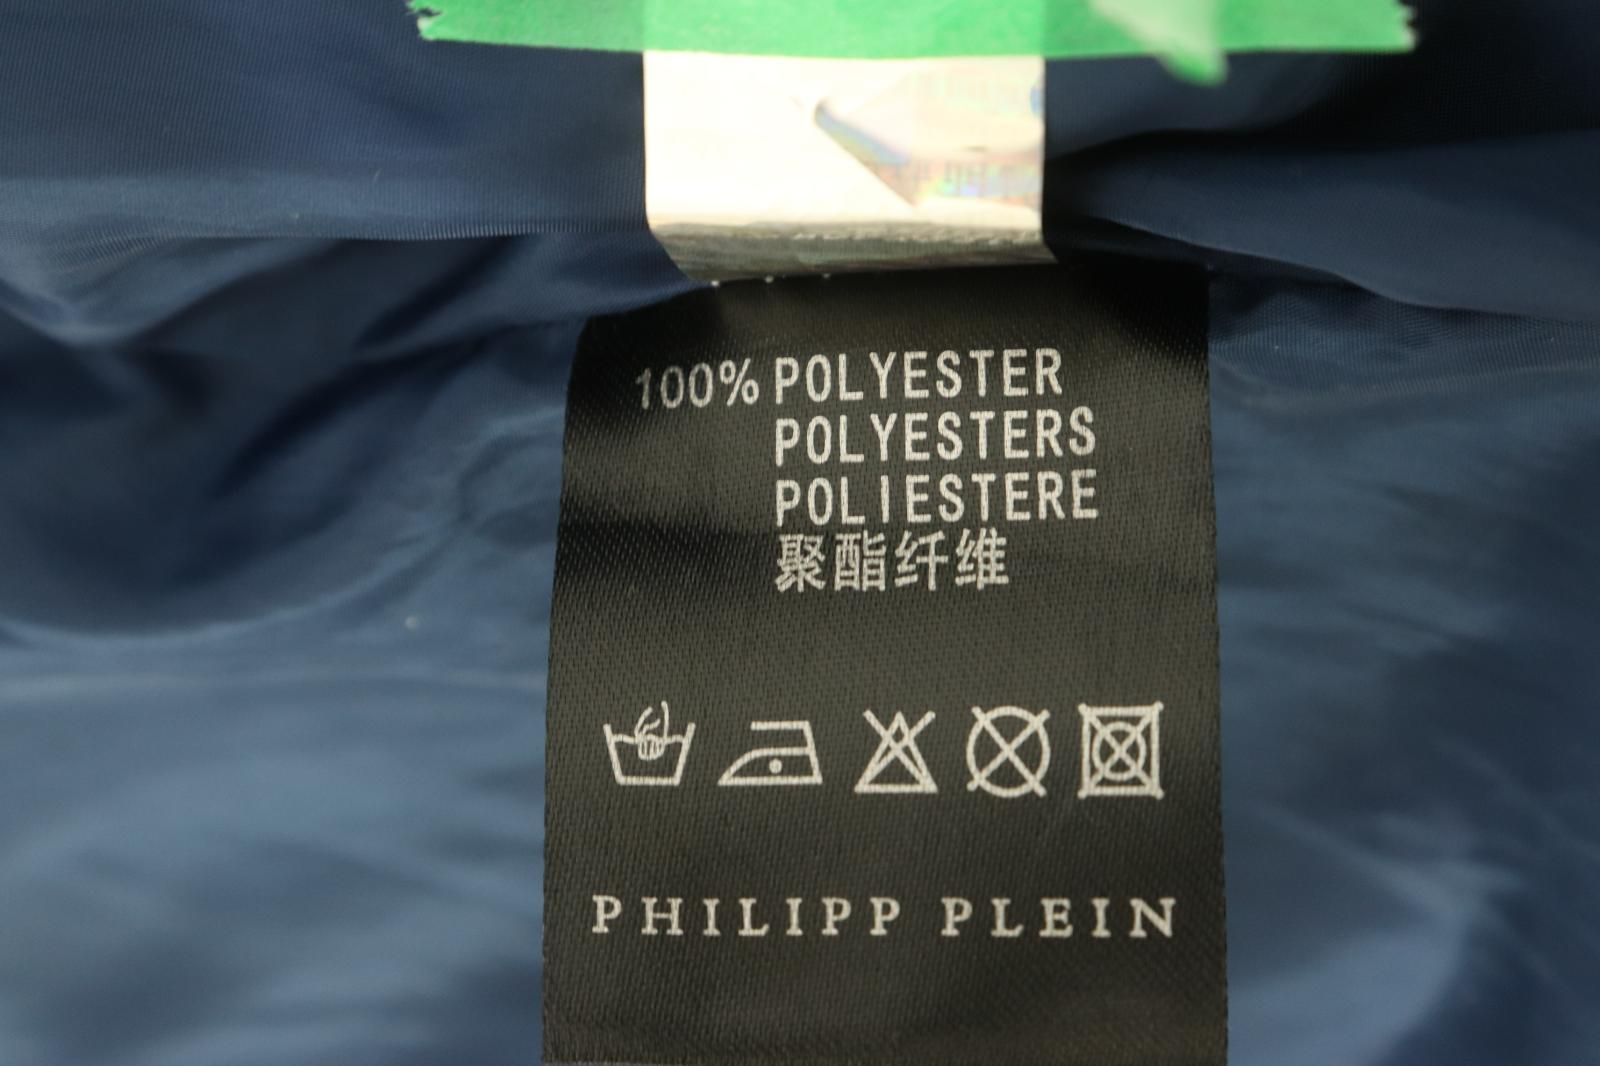 100% POLYESTER
POLYESTERS
POLIESTERE
聚酯纤维
PHILIPP PLEIN